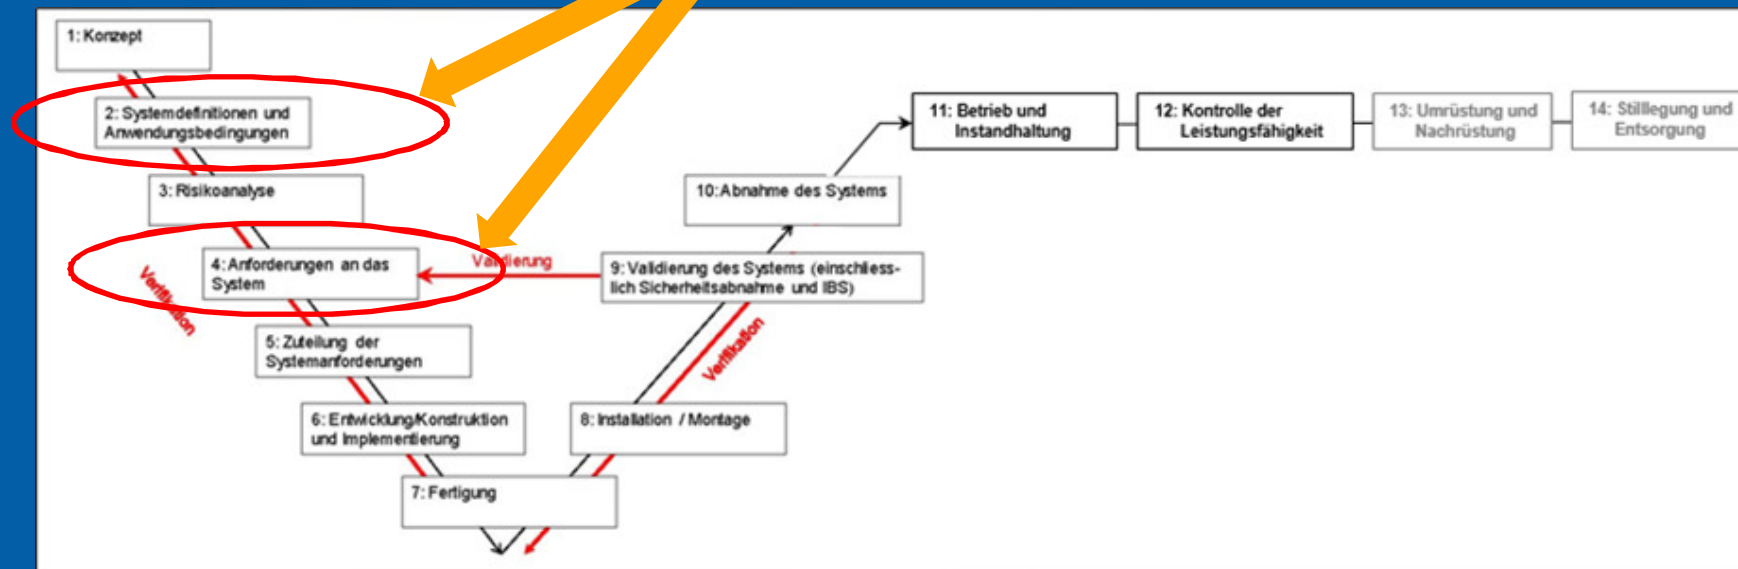 1: Konzept
2: Systemdefinitionen und
Anwendungsbedingungen
3: Risikoanalyse
4: Anforderungen an das
System
Verifikation
5: Zuteilung der
Systemanforderungen
6: Entwicklung/Konstruktion
und Implementierung
7: Fertigung
8: Installation / Montage
Verifikation
Validierung
9: Validierung des Systems (einschliess-
lich Sicherheitsabnahme und IBS)
10: Abnahme des Systems
11: Betrieb und
Instandhaltung
12: Kontrolle der
Leistungsfähigkeit
13: Umrüstung und
Nachrüstung
14: Stilllegung und
Entsorgung